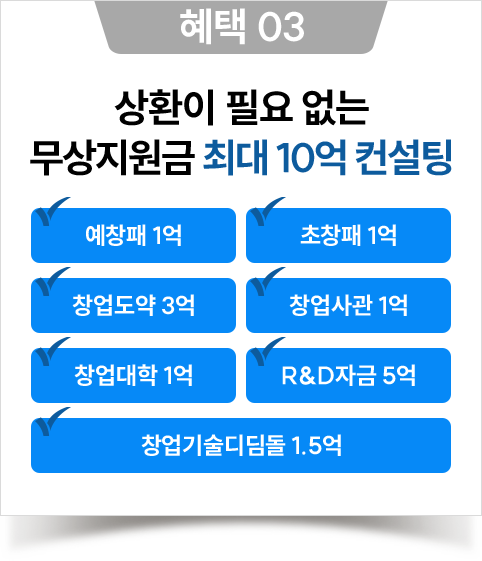 혜택 03
상환이 필요 없는
무상지원금 최대 10억 컨설팅
예창패 1억
초창패 1억
창업도약 3억
창업사관 1억
창업대학 1억
R&D자금 5억
창업기술디딤돌 1.5억